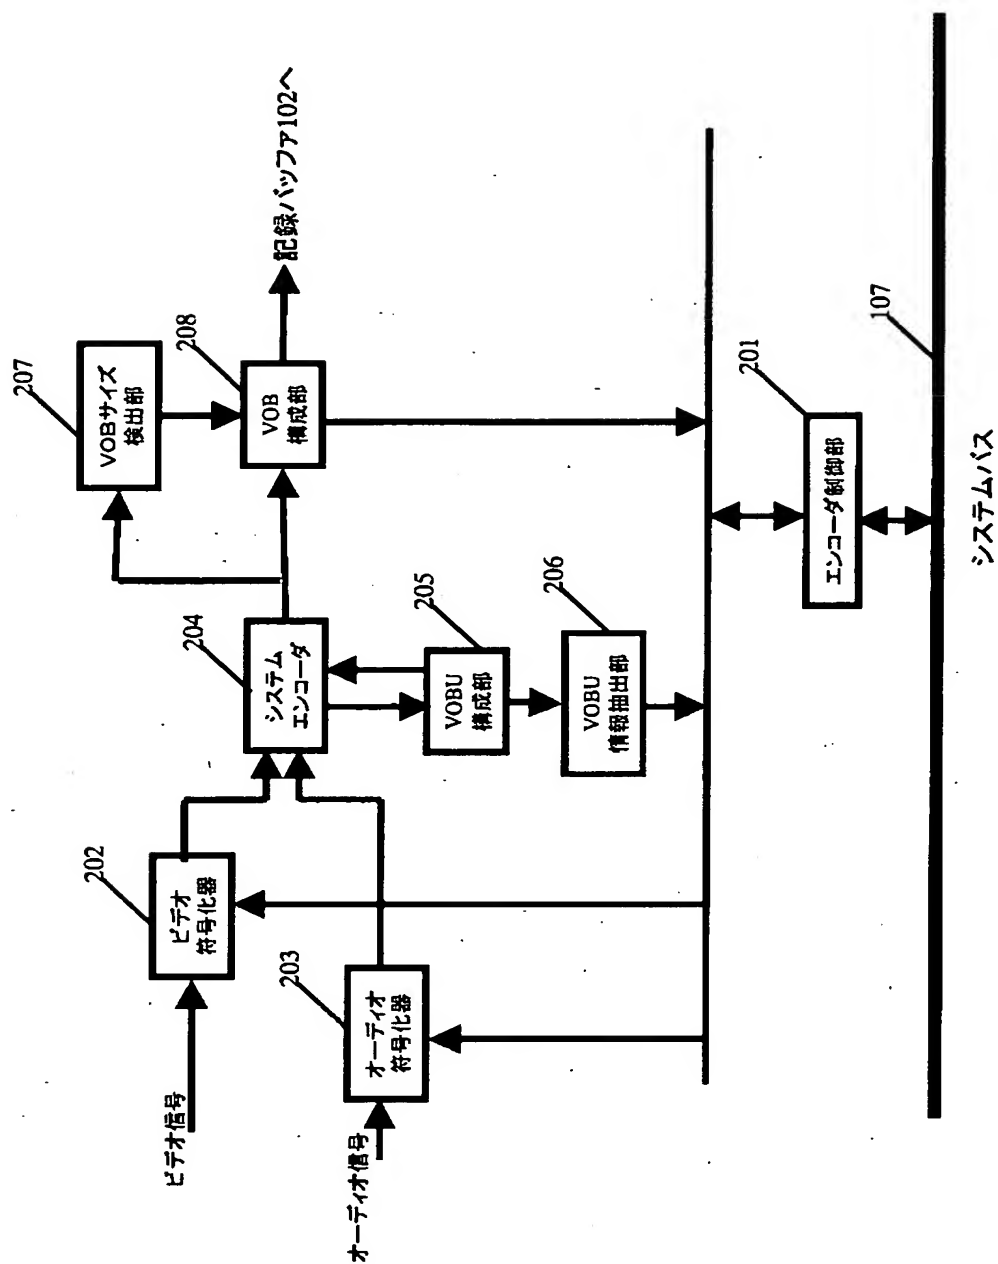 ビデオ信号
202
ビデオ
符号化器
オーディオ信号
203
オーディオ
符号化器
204
システム
エンコーダ
205
VOBU
構成部
206
VOBU
情報抽出部
207
VOBサイズ
検出部
208
VOB
構成部
記録バッファ102へ
201
エンコーダ制御部
107
システムバス